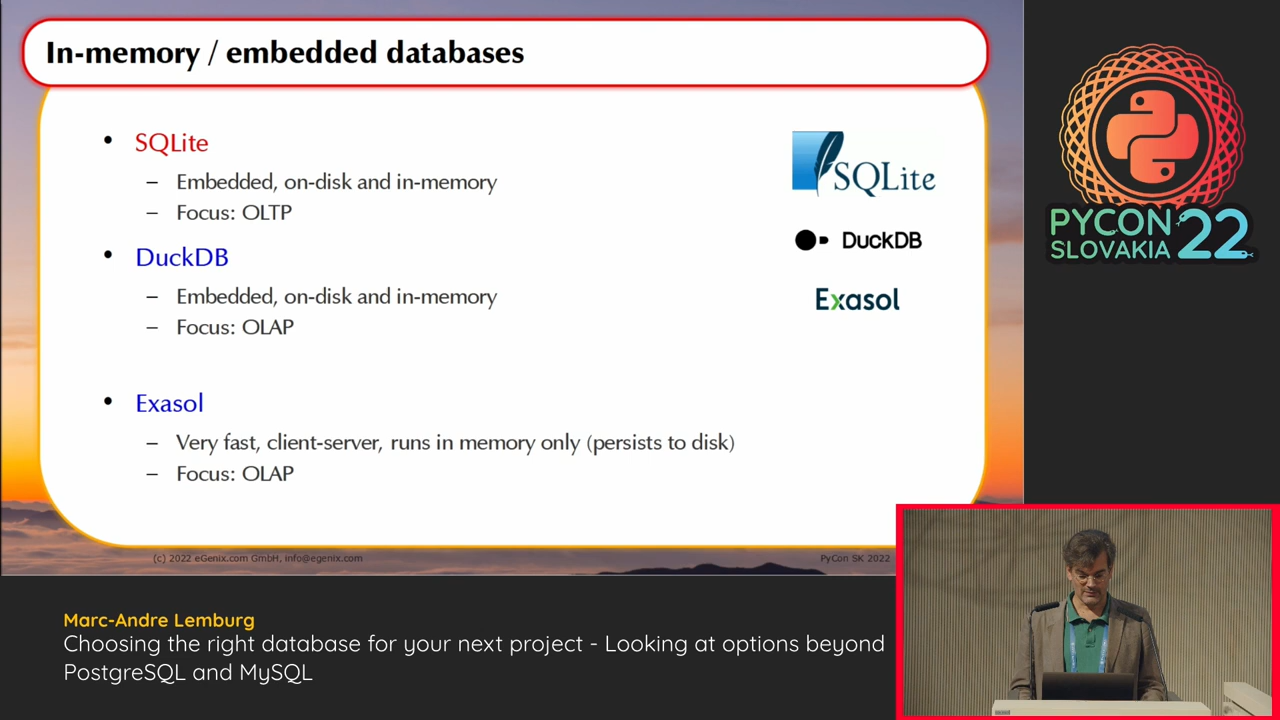 In-memory / embedded databases
• SQLite
– Embedded, on-disk and in-memory
– Focus: OLTP
• DuckDB
– Embedded, on-disk and in-memory
– Focus: OLAP
• Exasol
– Very fast, client-server, runs in memory only (persists to disk)
– Focus: OLAP
SQLite
DuckDB
Exasol
(c) 2022 eGenix.com GmbH, info@egenix.com
PyCon SK 2022
PYCON
SLOVAKIA
22
Marc-Andre Lemburg
Choosing the right database for your next project - Looking at options beyond
PostgreSQL and MySQL